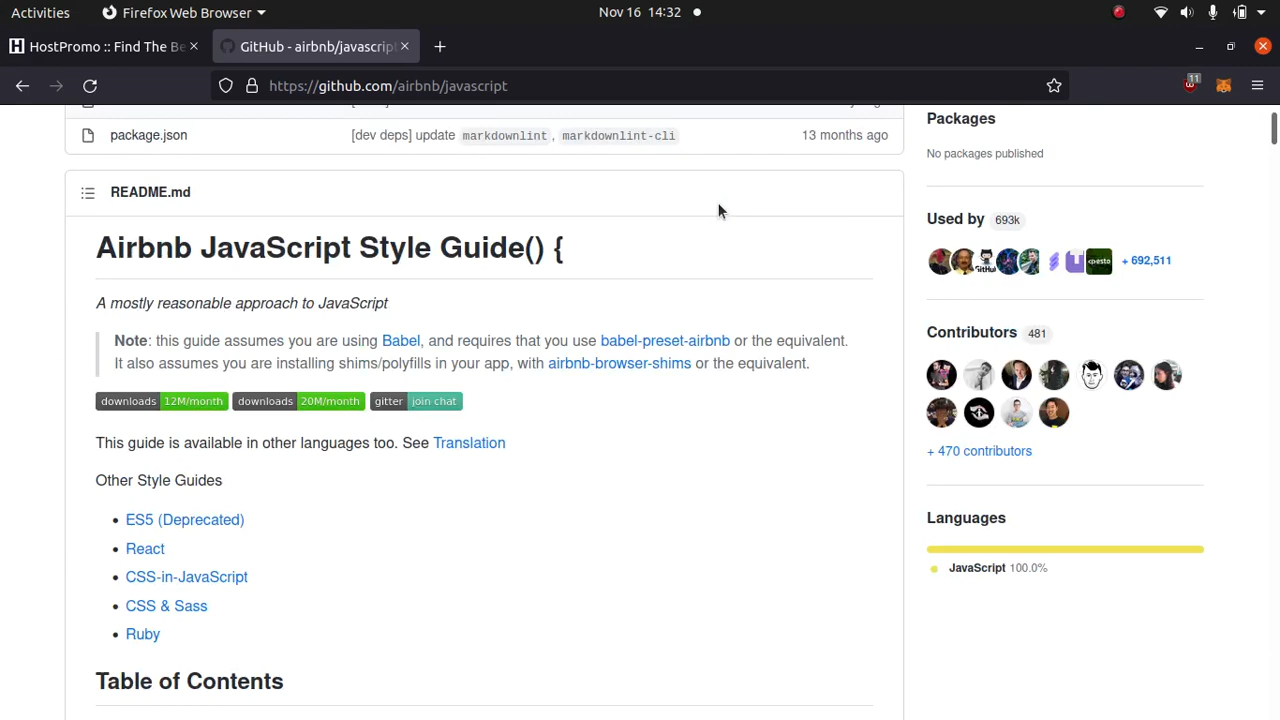 Activities
Firefox Web Browser
Nov 16 14:32
HostPromo :: Find The Be
GitHub - airbnb/javascript
https://github.com/airbnb/javascript
11
package.json
[dev deps] update markdownlint, markdownlint-cli
13 months ago
README.md
Airbnb JavaScript Style Guide() {
A mostly reasonable approach to JavaScript
Note: this guide assumes you are using Babel, and requires that you use babel-preset-airbnb or the equivalent.
It also assumes you are installing shims/polyfills in your app, with airbnb-browser-shims or the equivalent.
downloads 12M/month downloads 20M/month gitter join chat
This guide is available in other languages too. See Translation
Other Style Guides
ES5 (Deprecated)
React
CSS-in-JavaScript
CSS & Sass
Ruby
Table of Contents
Packages
No packages published
Used by 693k
GitHub
+ 692,511
Contributors 481
+ 470 contributors
Languages
JavaScript 100.0%